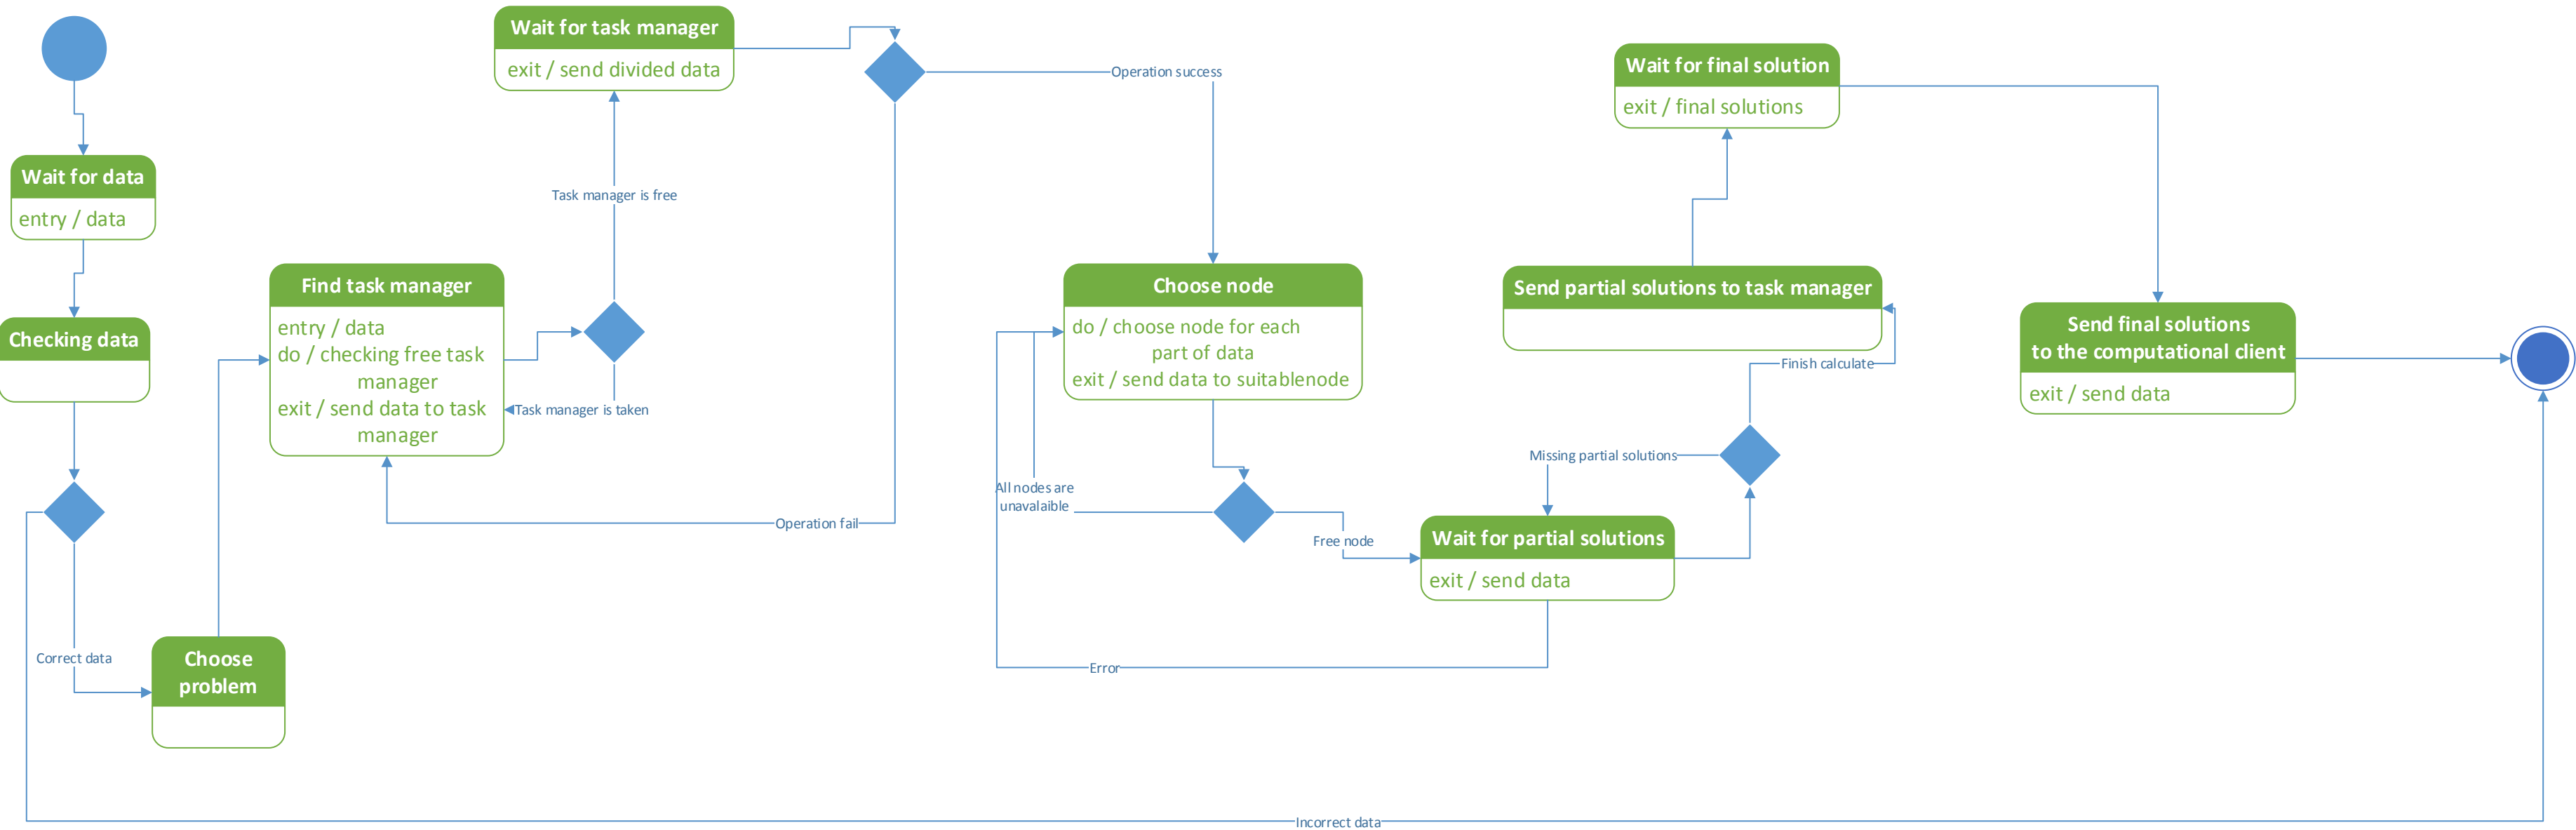 Wait for data
entry / data
Checking data
Correct data
Choose
problem
Find task manager
entry / data
do / checking free task
manager
exit / send data to task
manager
Task manager is taken
Task manager is free
Wait for task manager
exit / send divided data
Operation success
Operation fail
Choose node
do / choose node for each
part of data
exit / send data to suitablenode
All nodes are
unavalaible
Free node
Error
Wait for partial solutions
exit / send data
Missing partial solutions
Finish calculate
Send partial solutions to task manager
Wait for final solution
exit / final solutions
Send final solutions
to the computational client
exit / send data
Incorrect data